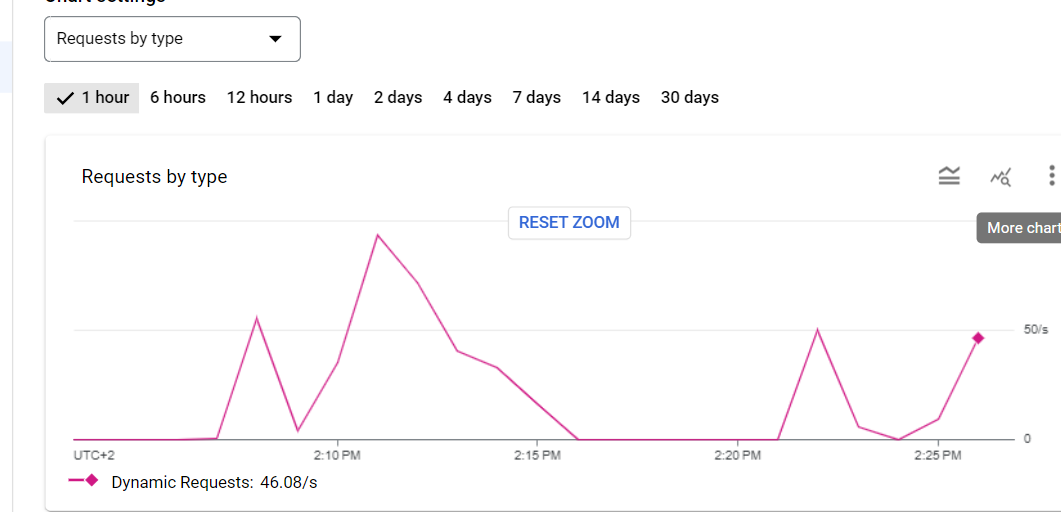 Chart settings
Requests by type
1 hour 6 hours 12 hours 1 day 2 days 4 days 7 days 14 days 30 days
Requests by type
RESET ZOOM
More chart
50/s
0
UTC+2 2:10 PM 2:15 PM 2:20 PM 2:25 PM
Dynamic Requests: 46.08/s